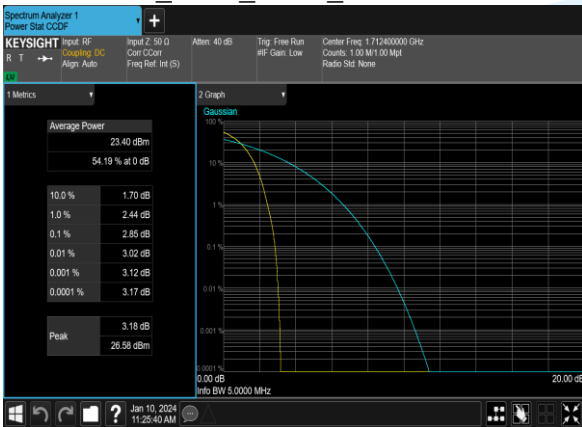 Spectrum Analyzer 1
Power Stat CCDF
KEYSIGHT
R T
LW
Input: RF
Coupling: DC
Align: Auto
Input Z: 50 Ω
Corr CCorr
Freq Ref: Int (S)
Atten: 40 dB
Trig: Free Run
#IF Gain: Low
Center Freq: 1.712400000 GHz
Counts: 1.00 M/1.00 Mpt
Radio Std: None
1 Metrics
Average Power
23.40 dBm
54.19 % at 0 dB
10.0 % 1.70 dB
1.0 % 2.44 dB
0.1 % 2.85 dB
0.01 % 3.02 dB
0.001 % 3.12 dB
0.0001 % 3.17 dB
Peak
3.18 dB
26.58 dBm
2 Graph
Gaussian
100 %
10 %
1 %
0.1 %
0.01 %
0.001 %
0.0001 %
0.00 dB
20.00 dB
Info BW 5.0000 MHz
?
Jan 10, 2024
11:25:40 AM